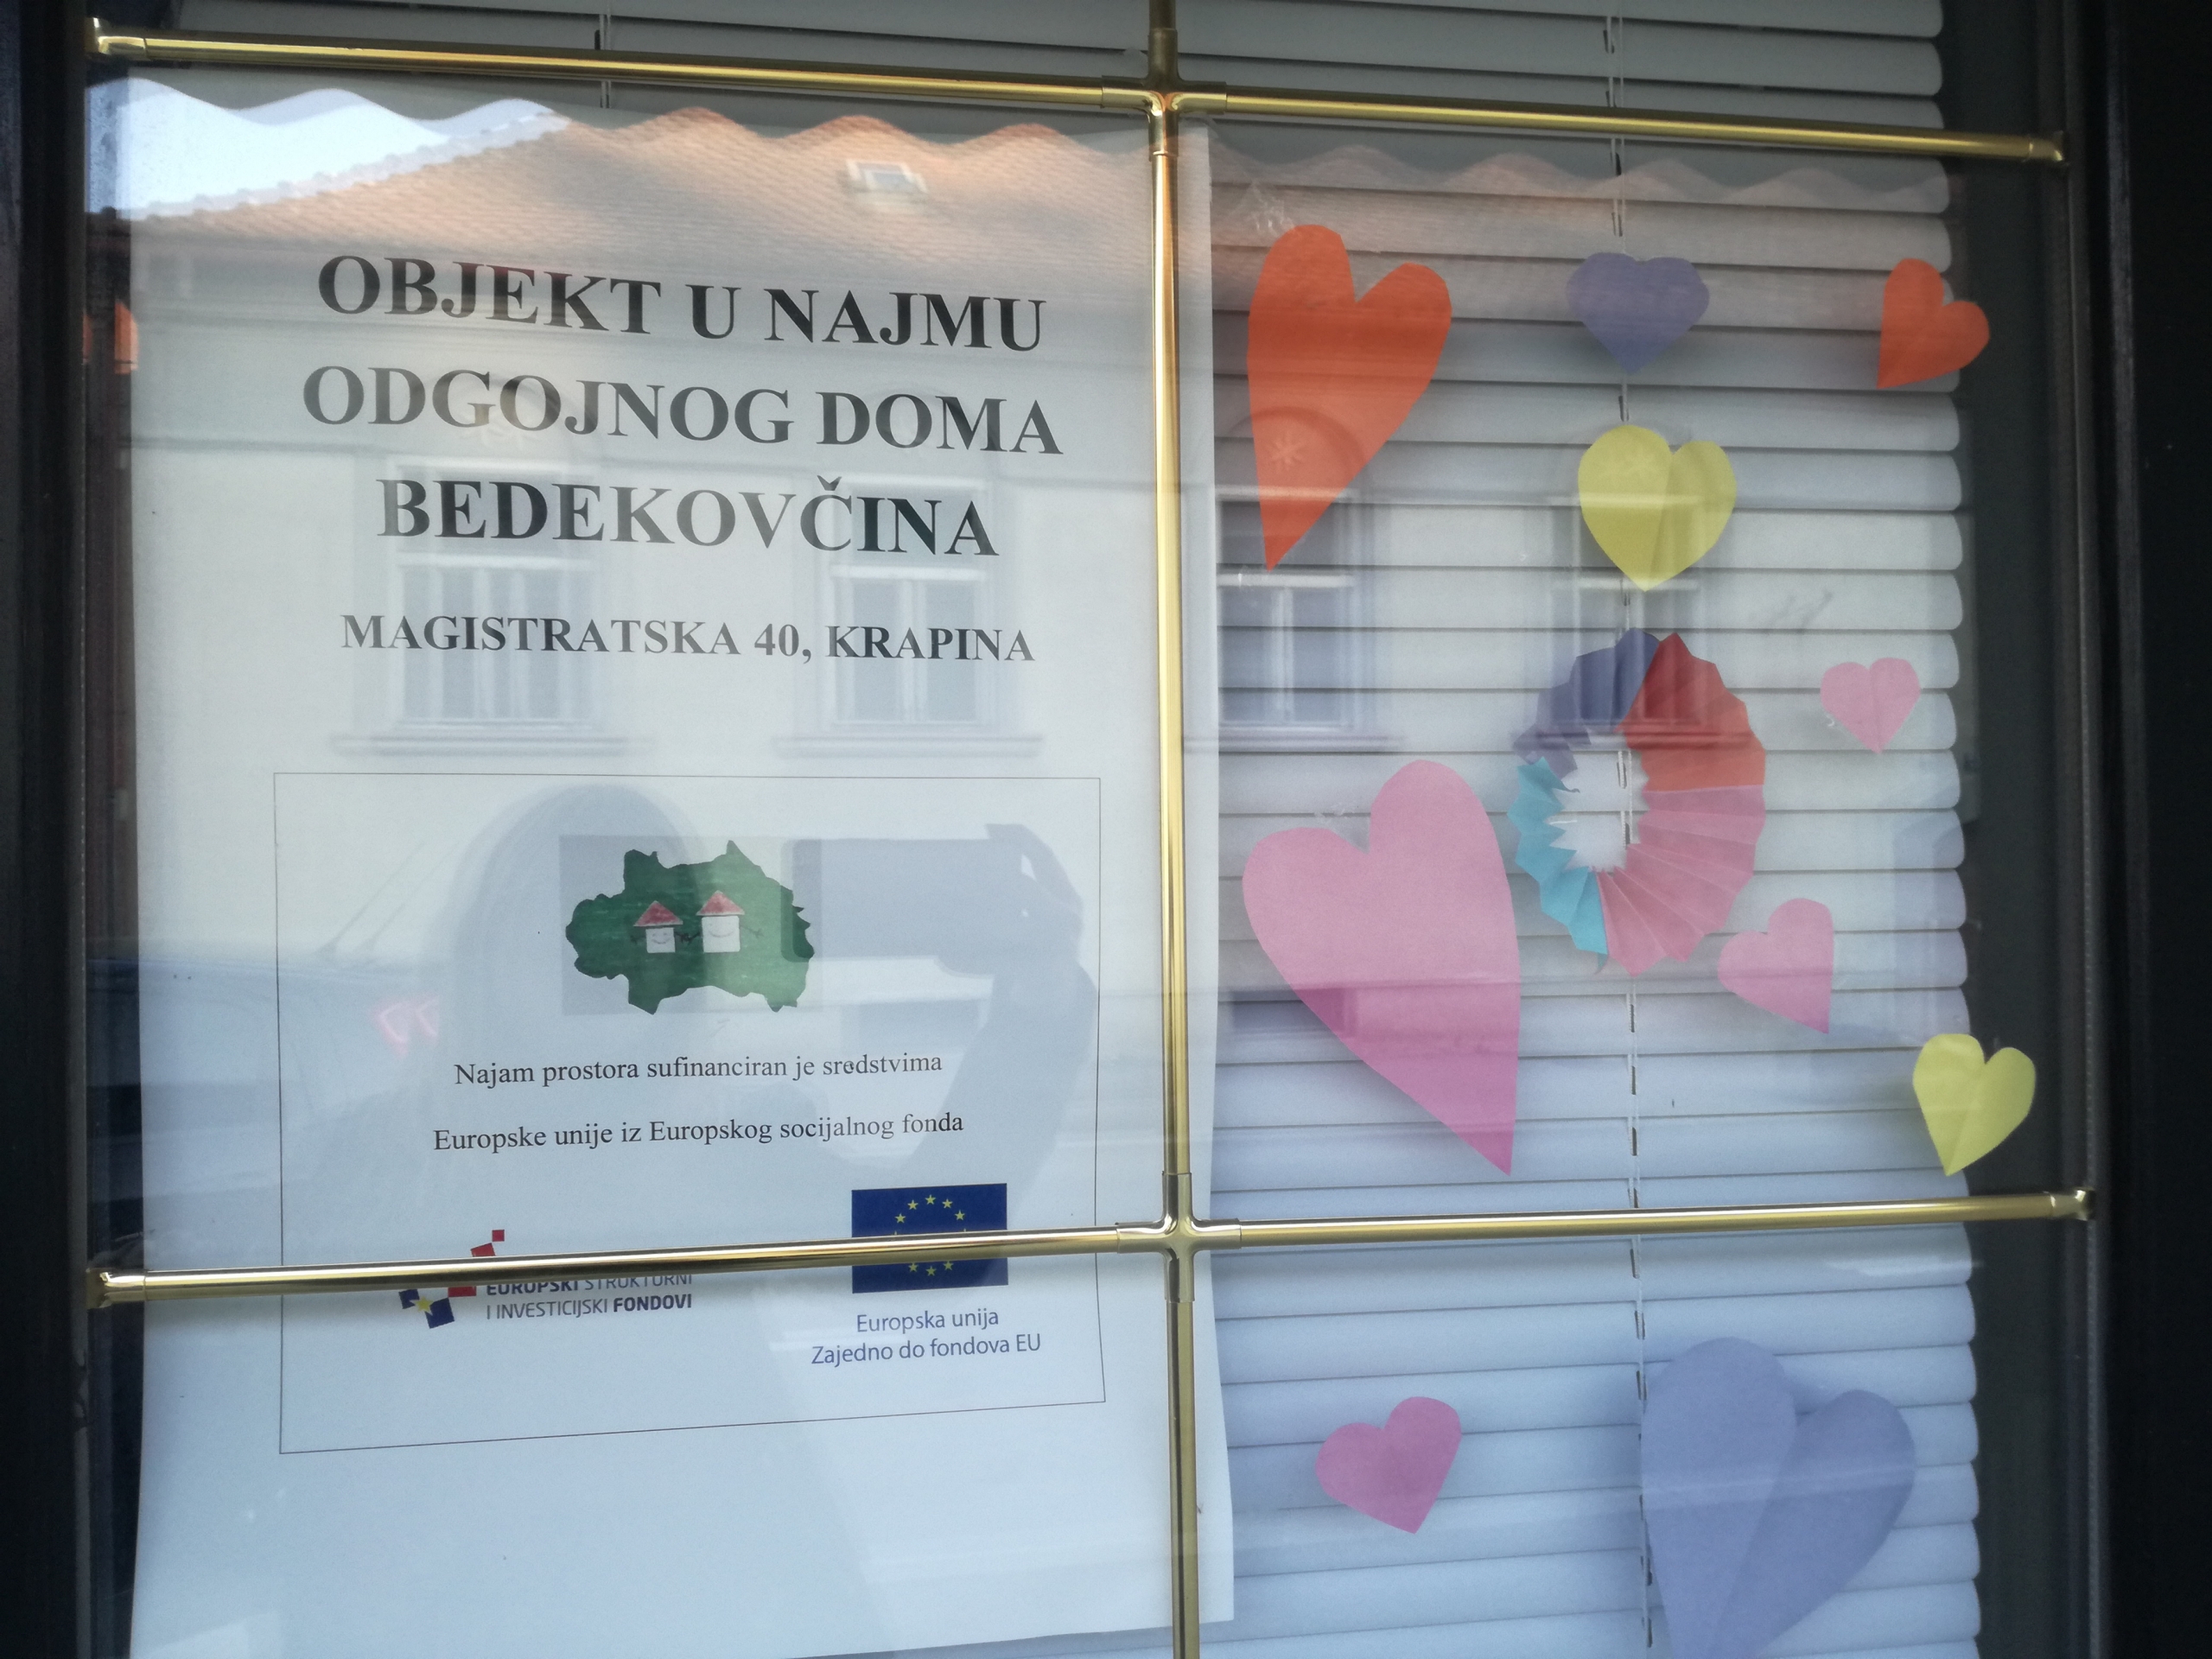 OBJEKT U NAJMU
ODGOJNOG DOMA
BEDEKOVČINA
MAGISTRATSKA 40, KRAPINA
Najam prostora sufinanciran je sredstvima
Europske unije iz Europskog socijalnog fonda
EUROPSKI STRUKTURNI
I INVESTICIJSKI FONDOVI
Europska unija
Zajedno do fondova EU